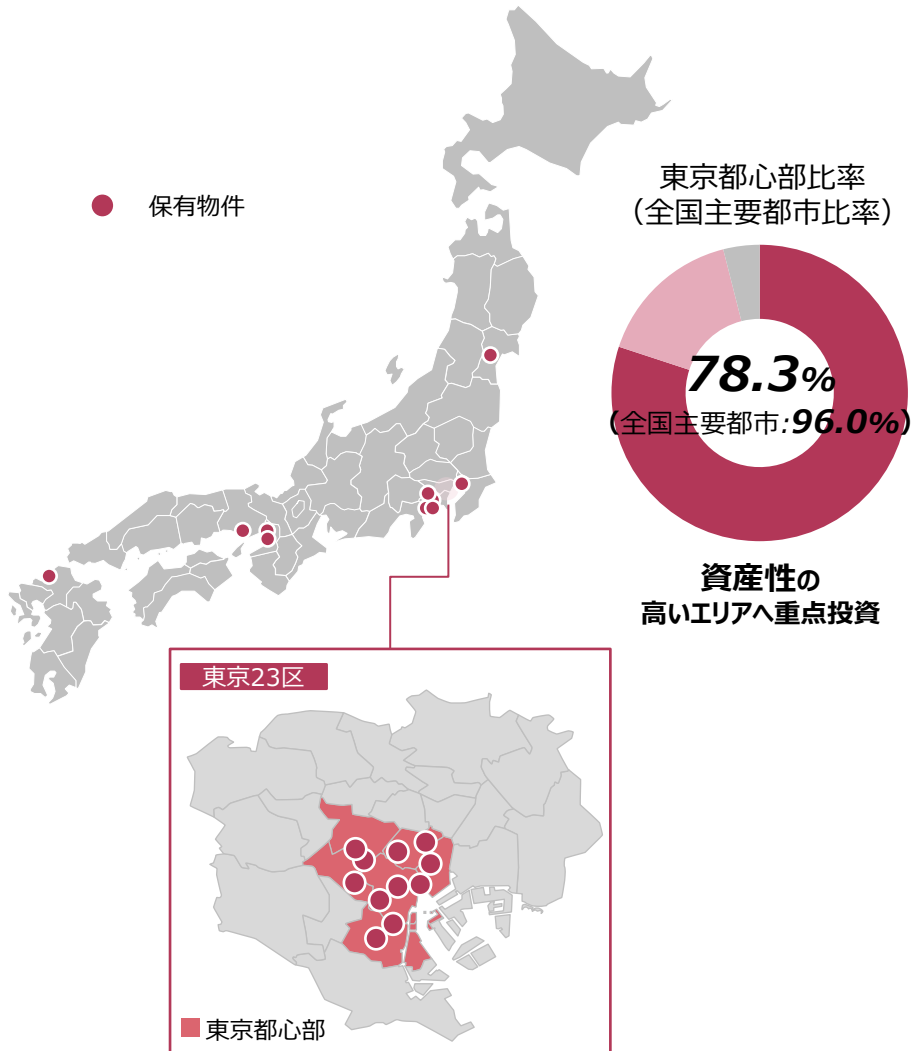 保有物件
東京都心部比率
（全国主要都市比率）
78.3%
（全国主要都市:96.0%）
資産性の
高いエリアへ重点投資
東京23区
東京都心部